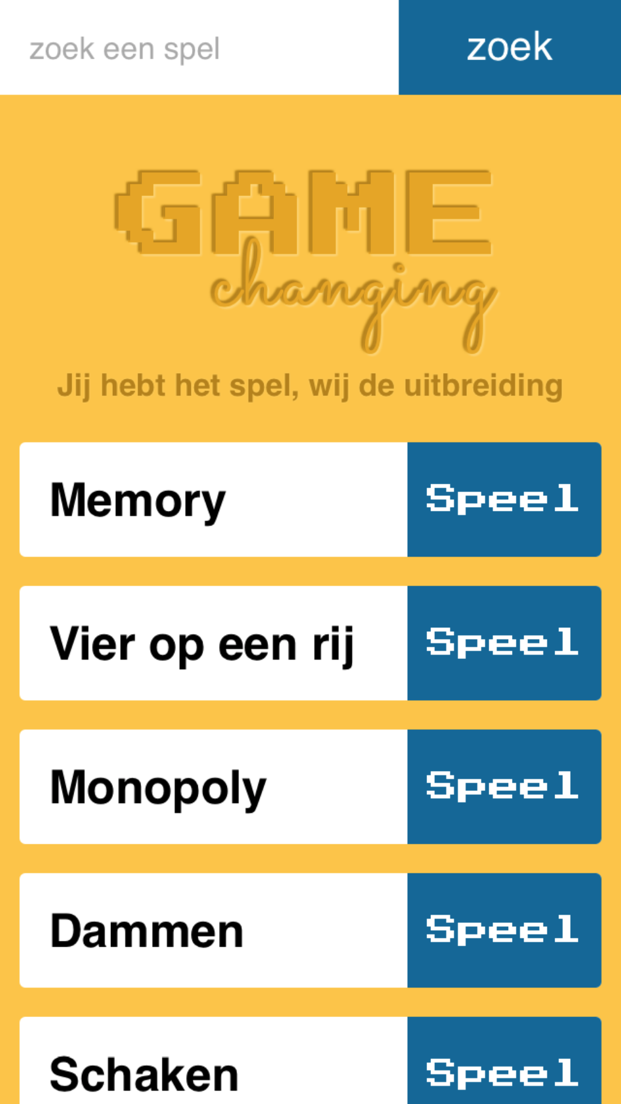 zoek een spel zoek
GAME
changing
Jij hebt het spel, wij de uitbreiding
Memory Speel
Vier op een rij Speel
Monopoly Speel
Dammen Speel
Schaken Speel